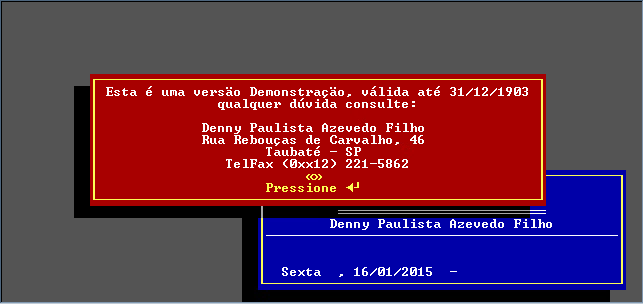 Esta é uma versão Demonstração, válida até 31/12/1903
qualquer dúvida consulte:
Denny Paulista Azevedo Filho
Rua Rebouças de Carvalho, 46
Taubaté - SP
TelFax (0xx12) 221-5862
<o>
Pressione ◄┘
Denny Paulista Azevedo Filho
Sexta , 16/01/2015 -